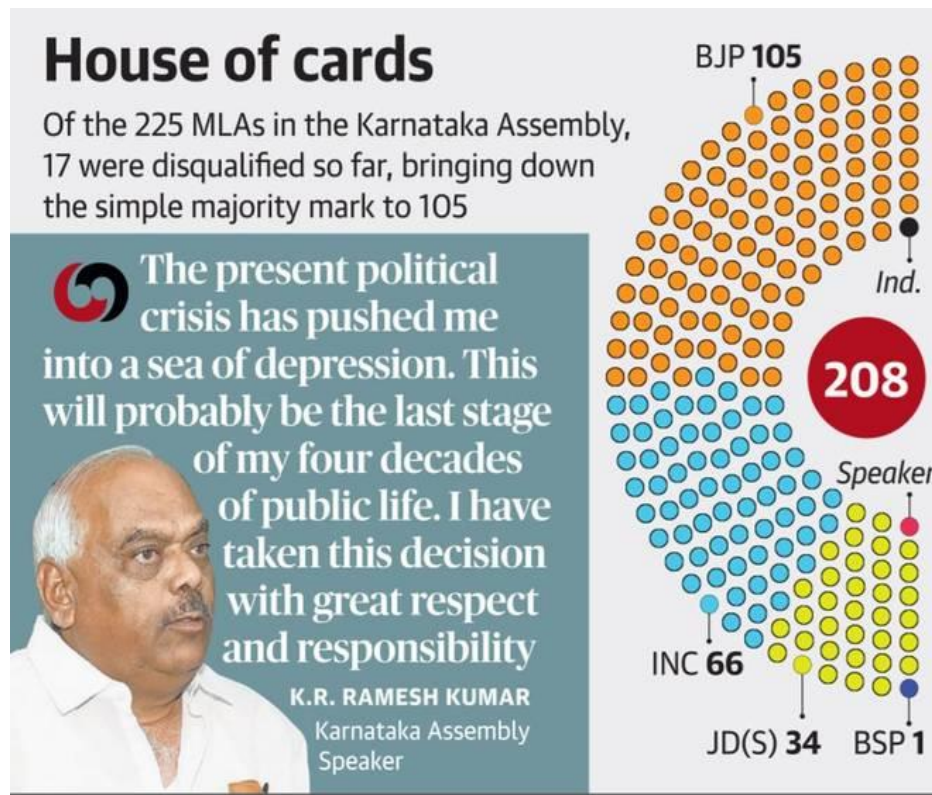 House of cards
Of the 225 MLAs in the Karnataka Assembly,
17 were disqualified so far, bringing down
the simple majority mark to 105
The present political
crisis has pushed me
into a sea of depression. This
will probably be the last stage
of my four decades
of public life. I have
taken this decision
with great respect
and responsibility
K.R. RAMESH KUMAR
Karnataka Assembly
Speaker
BJP 105
Ind.
208
Speaker
INC 66
JD(S) 34 BSP 1